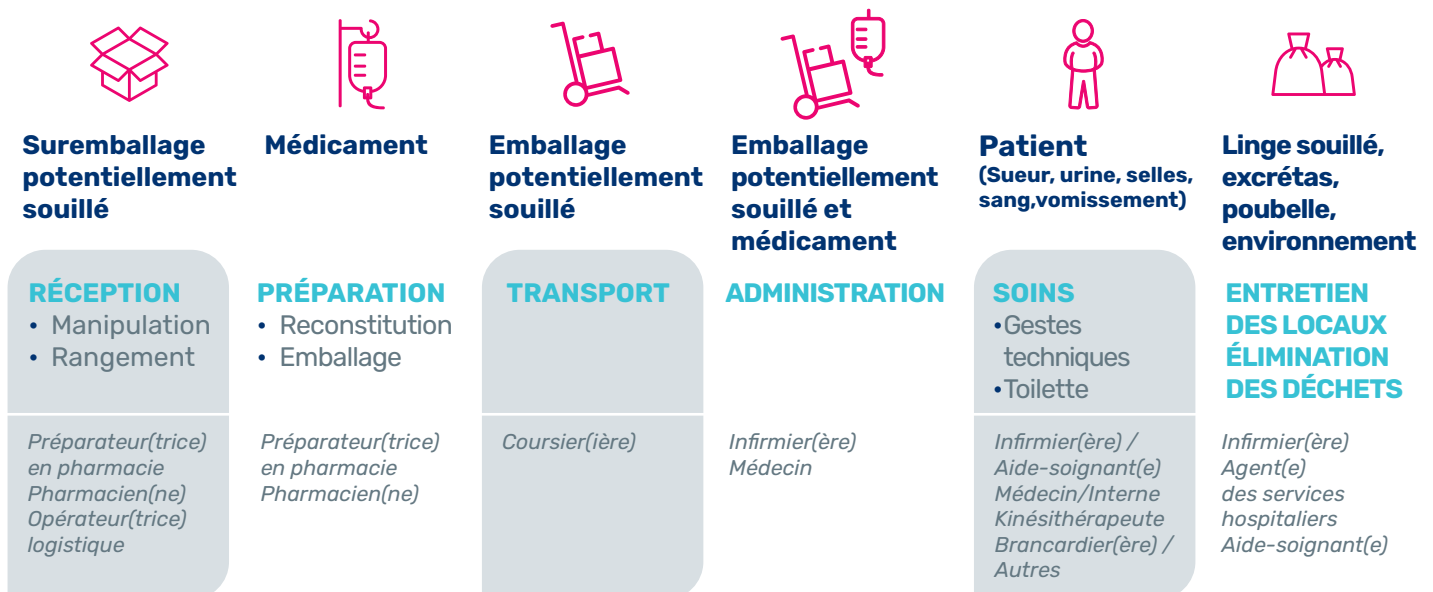 Suremballage
potentiellement
souillé
Médicament
Emballage
potentiellement
souillé
Emballage
potentiellement
souillé et
médicament
Patient
(Sueur, urine, selles,
sang,vomissement)
Linge souillé,
excrétas,
poubelle,
environnement
RÉCEPTION
• Manipulation
• Rangement
PRÉPARATION
• Reconstitution
• Emballage
TRANSPORT
ADMINISTRATION
SOINS
•Gestes
techniques
•Toilette
ENTRETIEN
DES LOCAUX
ÉLIMINATION
DES DÉCHETS
Préparateur(trice)
en pharmacie
Pharmacien(ne)
Opérateur(trice)
logistique
Préparateur(trice)
en pharmacie
Pharmacien(ne)
Coursier(ière)
Infirmier(ère)
Médecin
Infirmier(ère) /
Aide-soignant(e)
Médecin/Interne
Kinésithérapeute
Brancardier(ère) /
Autres
Infirmier(ère)
Agent(e)
des services
hospitaliers
Aide-soignant(e)